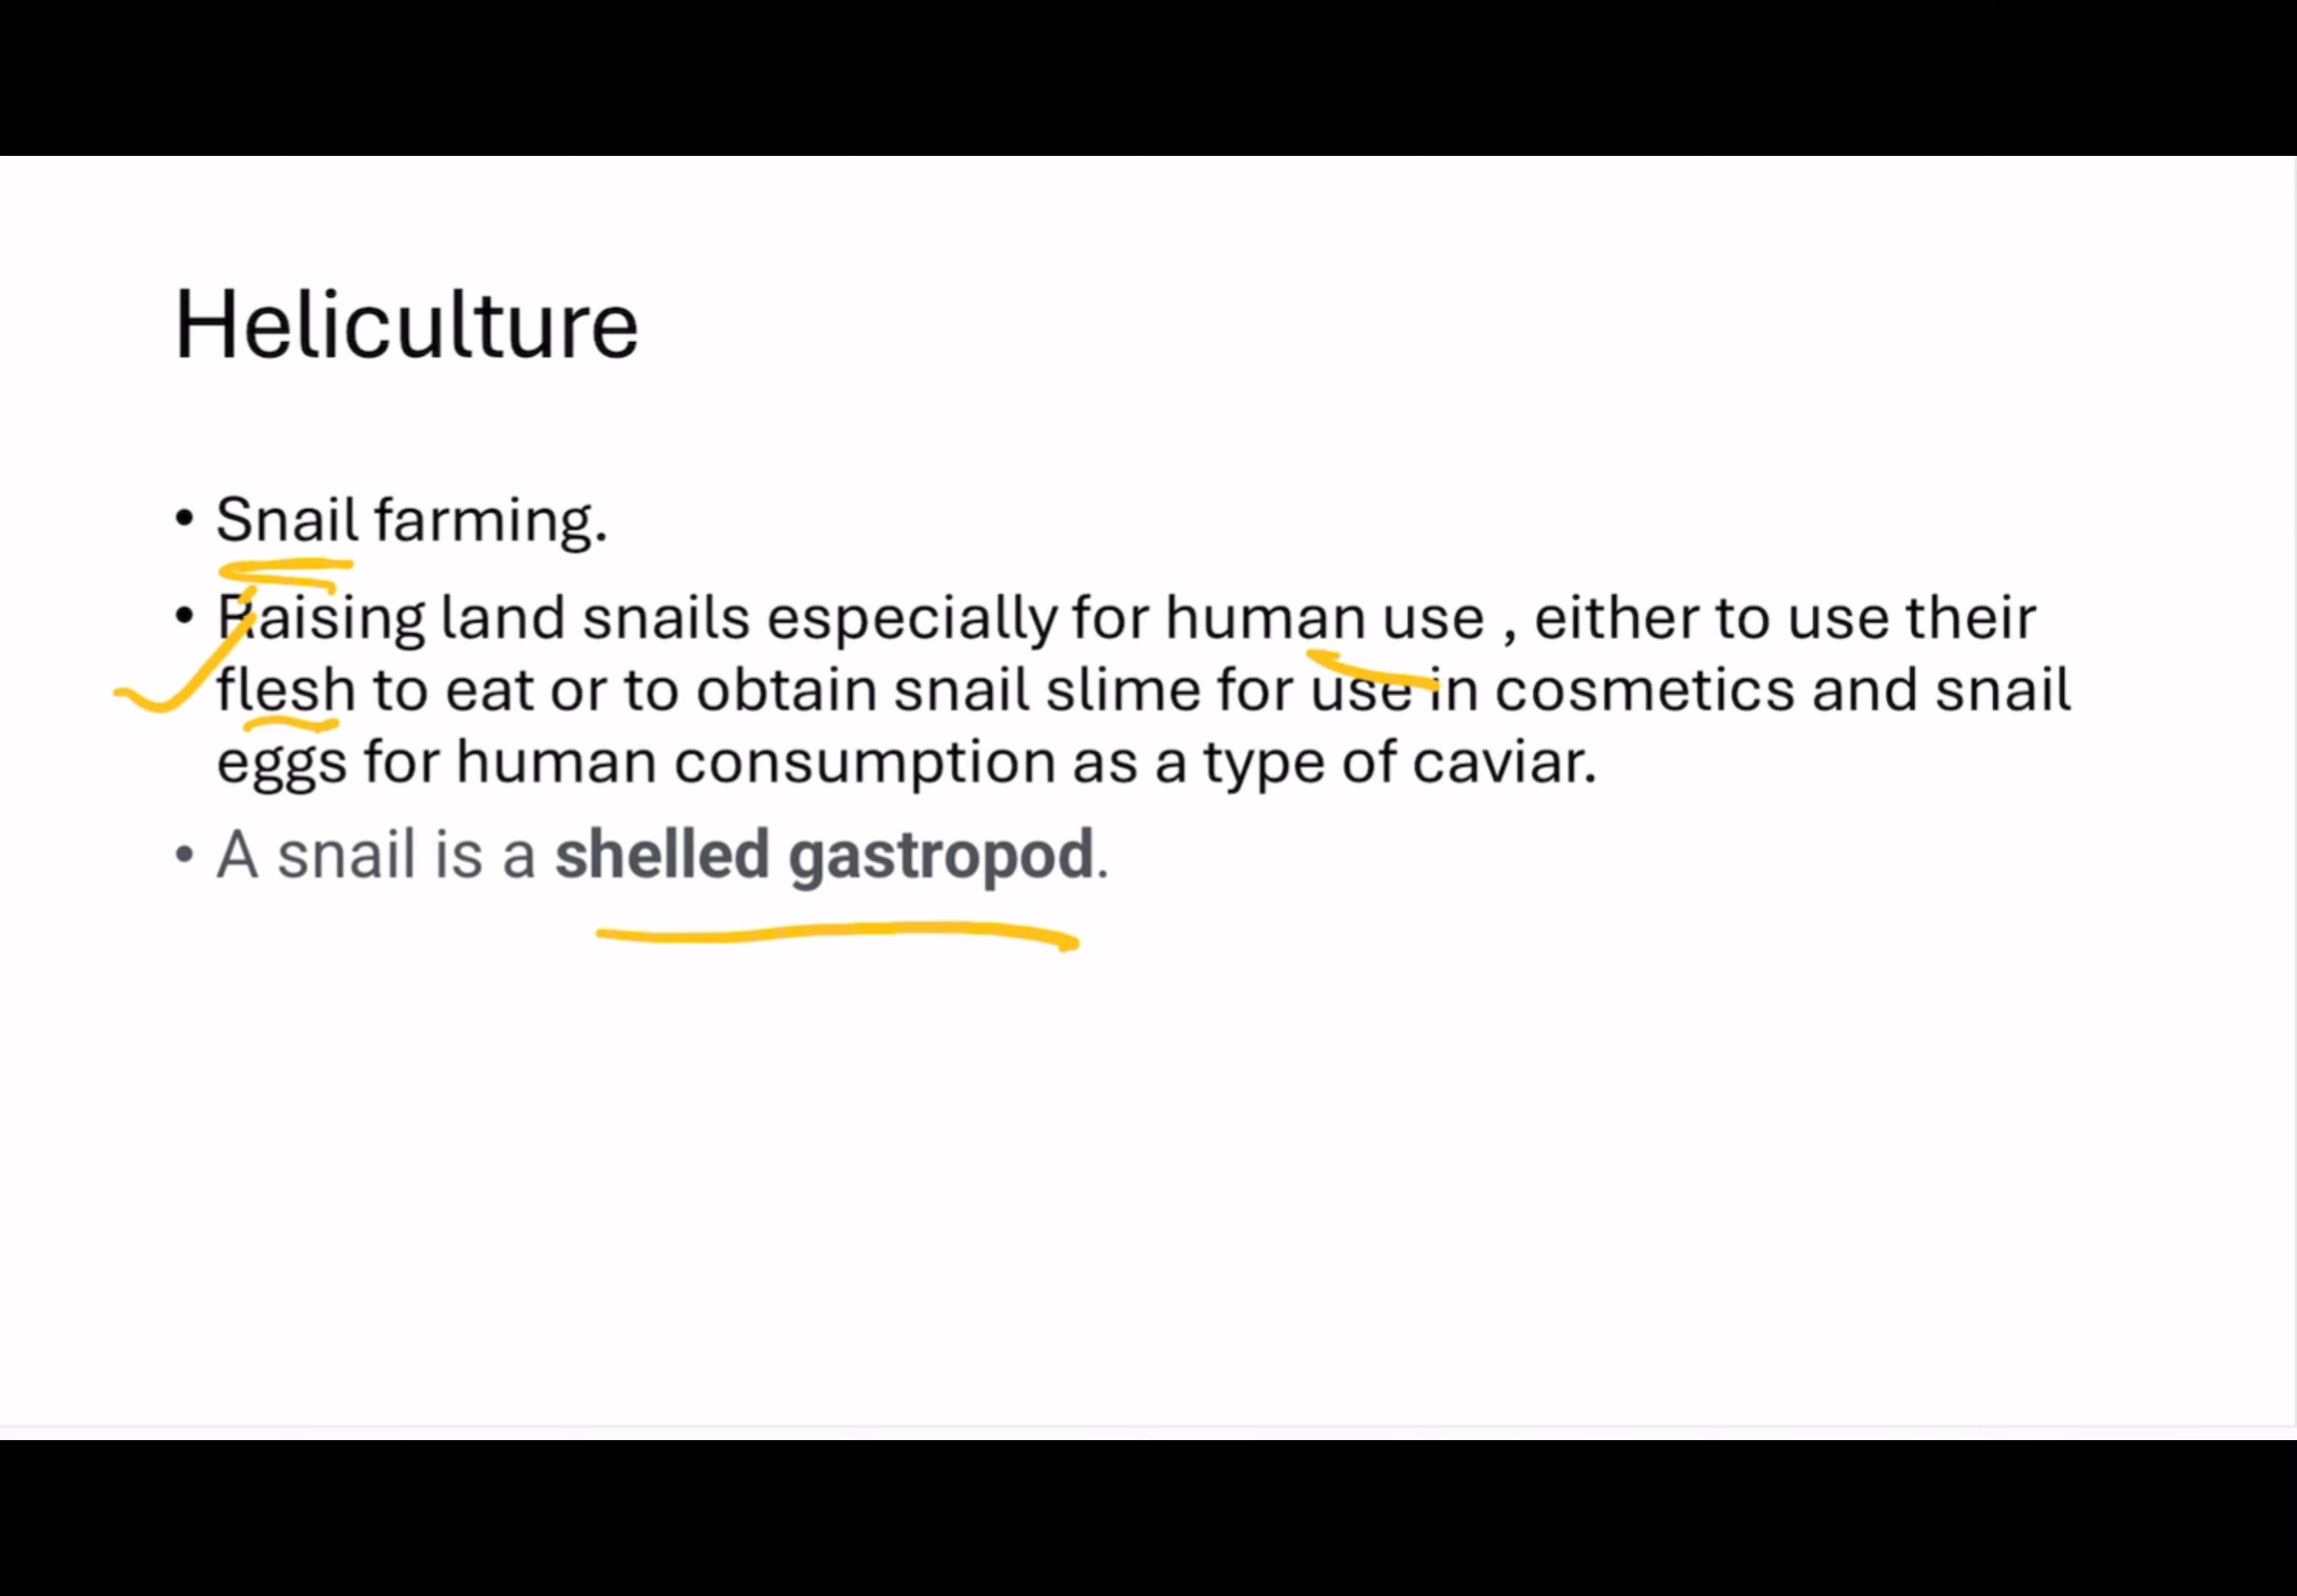 Heliculture
• Snail farming.
• Raising land snails especially for human use , either to use their
flesh to eat or to obtain snail slime for use in cosmetics and snail
eggs for human consumption as a type of caviar.
• A snail is a shelled gastropod.